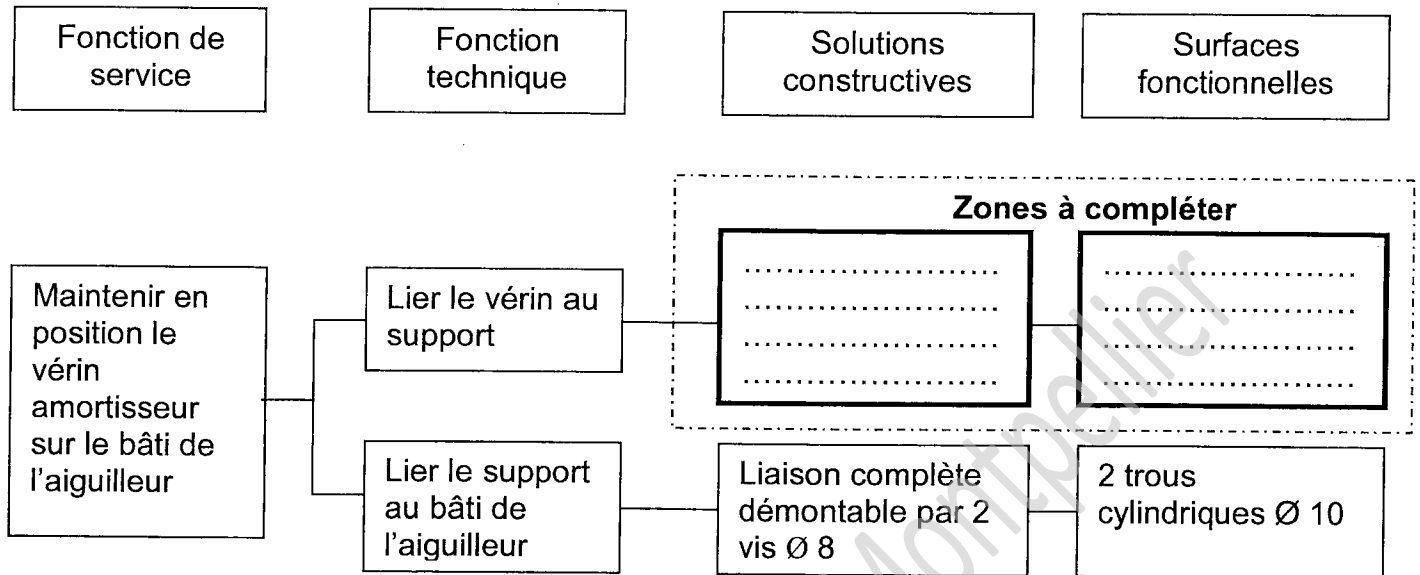 Fonction de
service
Fonction
technique
Solutions
constructives
Surfaces
fonctionnelles
Zones à compléter
Maintenir en
position le
vérin
amortisseur
sur le bâti de
l'aiguilleur
Lier le vérin au
support
........................
........................
........................
........................
........................
........................
........................
........................
Lier le support
au bâti de
l'aiguilleur
Liaison complète
démontable par 2
vis Ø 8
2 trous
cylindriques Ø 10
Montpellier